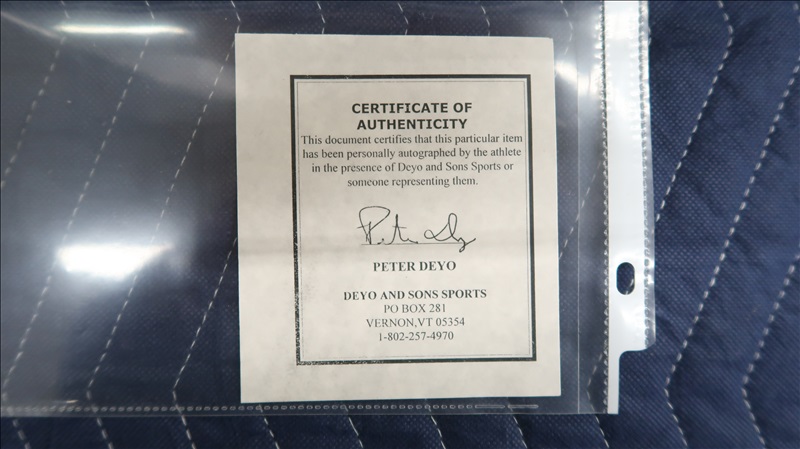 CERTIFICATE OF
AUTHENTICITY
This document certifies that this particular item
has been personally autographed by the athlete
in the presence of Deyo and Sons Sports or
someone representing them.
Peter Deyo
PETER DEYO
DEYO AND SONS SPORTS
PO BOX 281
VERNON,VT 05354
1-802-257-4970